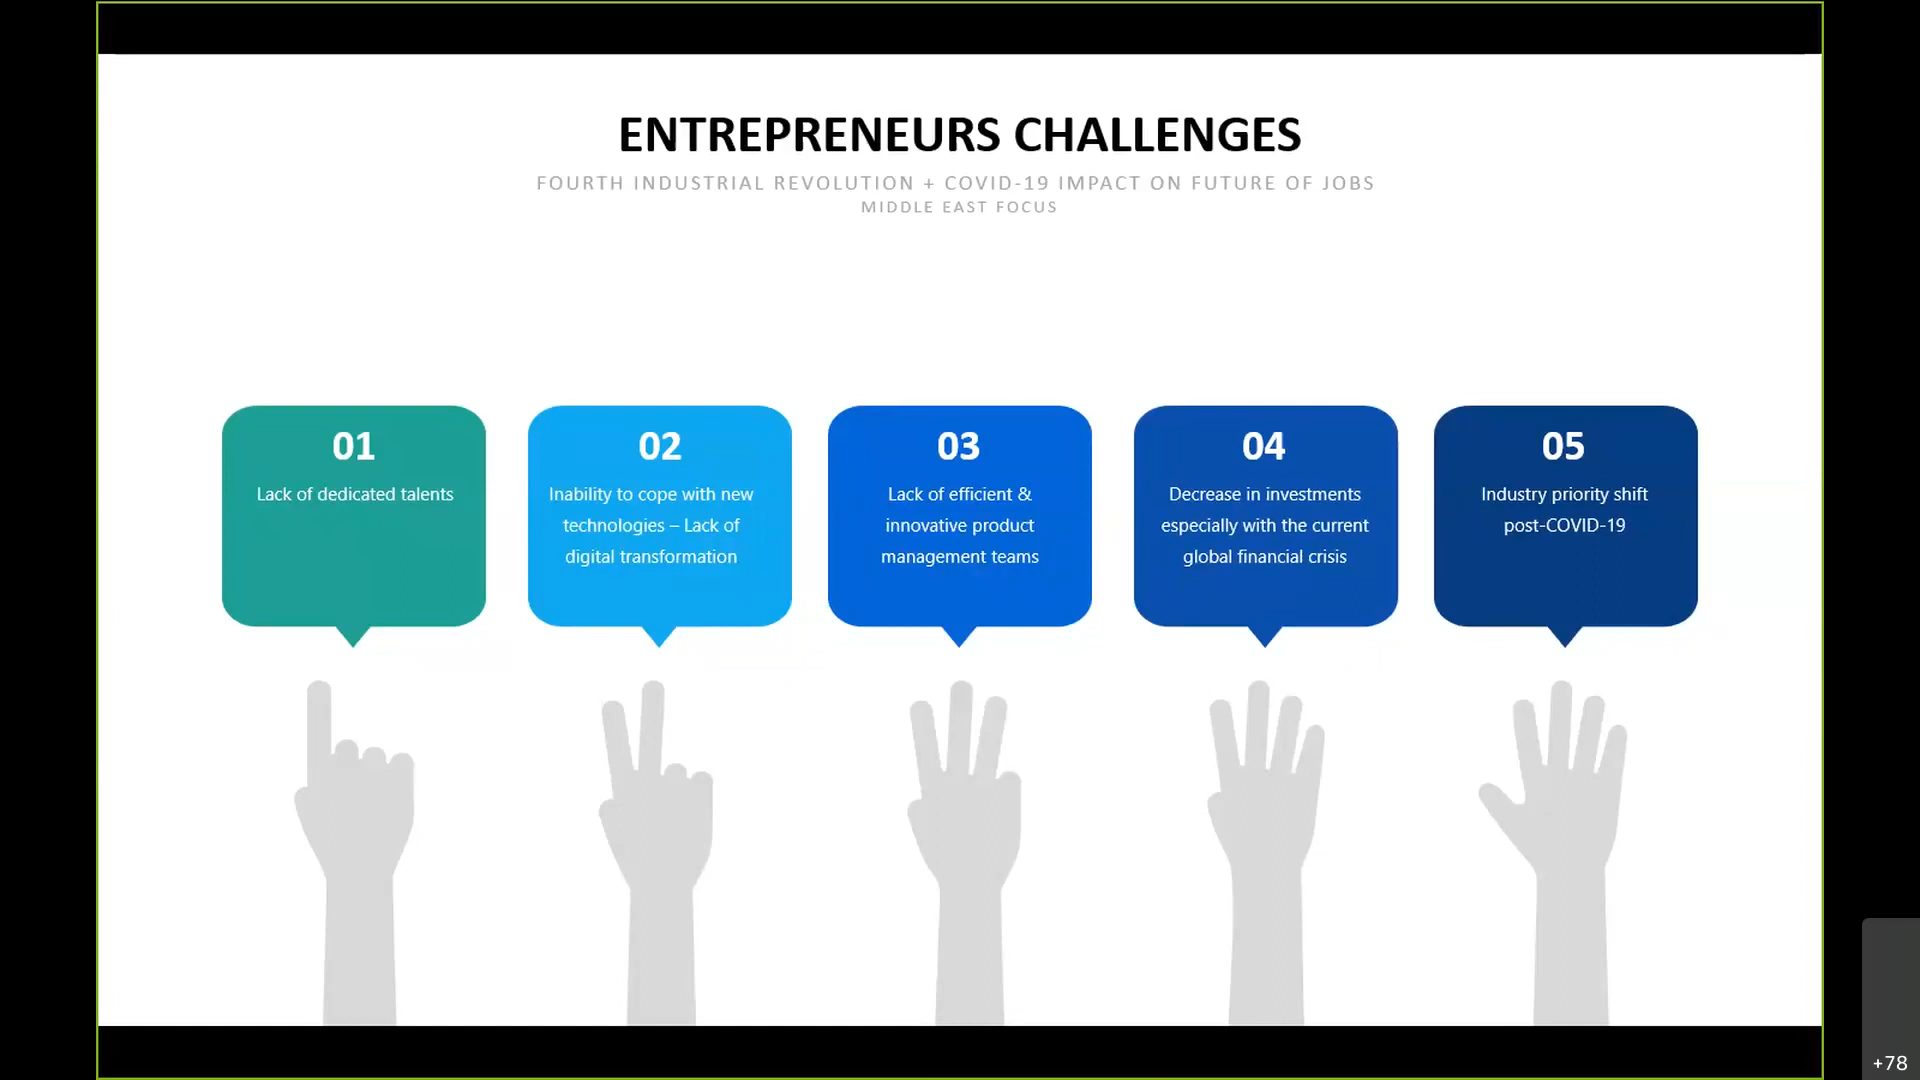 ENTREPRENEURS CHALLENGES
FOURTH INDUSTRIAL REVOLUTION + COVID-19 IMPACT ON FUTURE OF JOBS
MIDDLE EAST FOCUS
01
Lack of dedicated talents
02
Inability to cope with new
technologies – Lack of
digital transformation
03
Lack of efficient &
innovative product
management teams
04
Decrease in investments
especially with the current
global financial crisis
05
Industry priority shift
post-COVID-19
+78